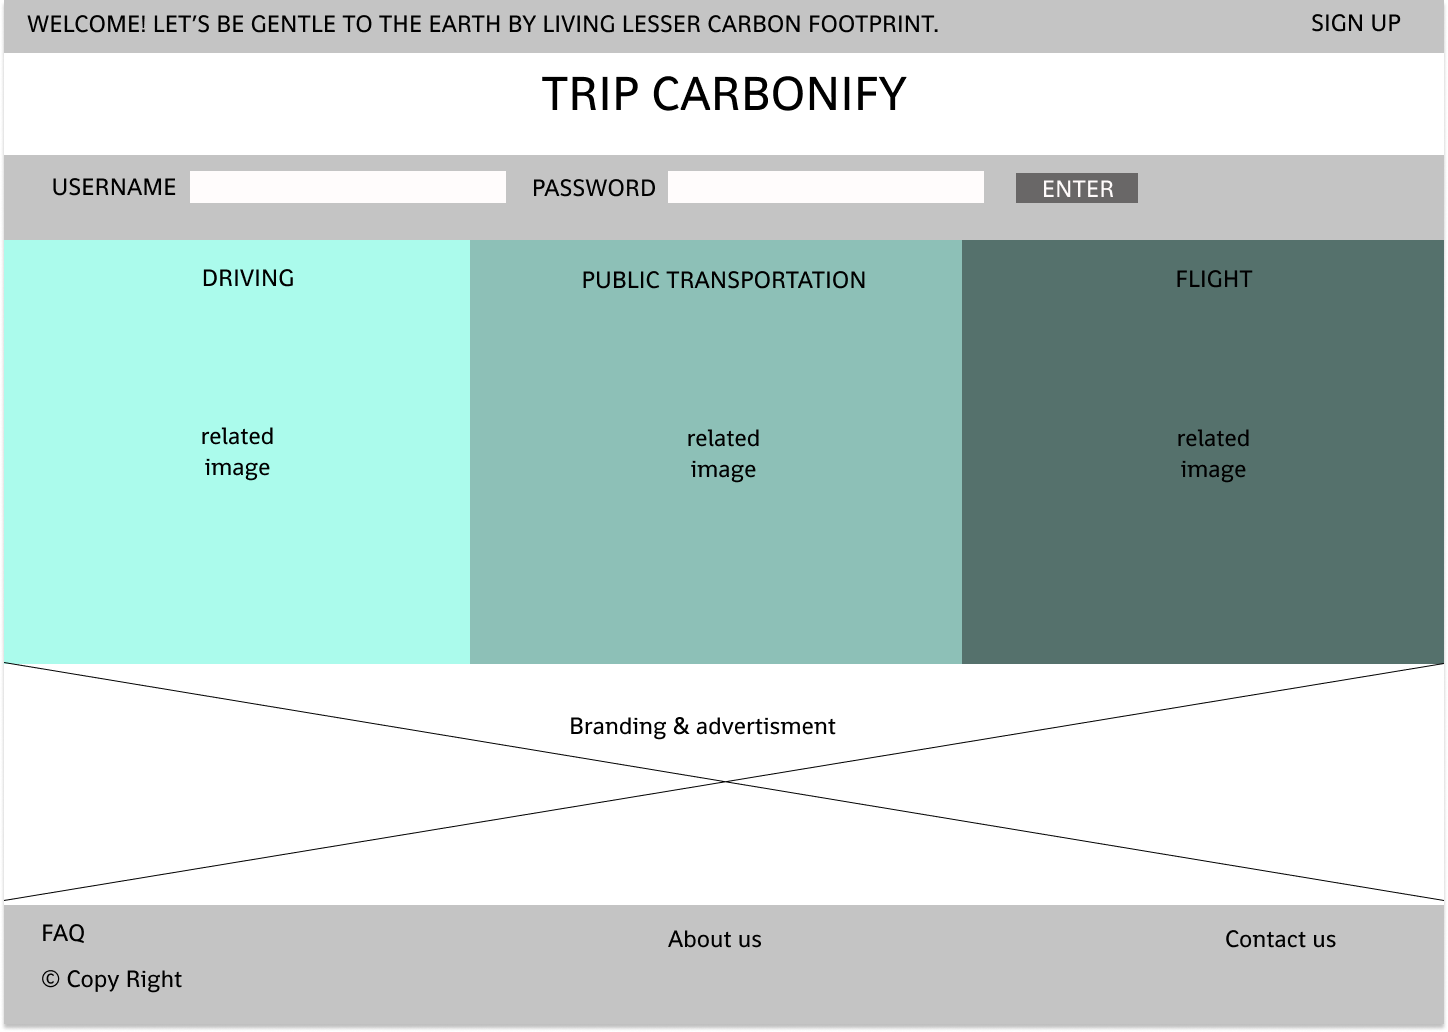 WELCOME! LET’S BE GENTLE TO THE EARTH BY LIVING LESSER CARBON FOOTPRINT.
SIGN UP
TRIP CARBONIFY
USERNAME
PASSWORD
ENTER
DRIVING
PUBLIC TRANSPORTATION
FLIGHT
related
image
related
image
related
image
Branding & advertisment
FAQ
About us
Contact us
© Copy Right